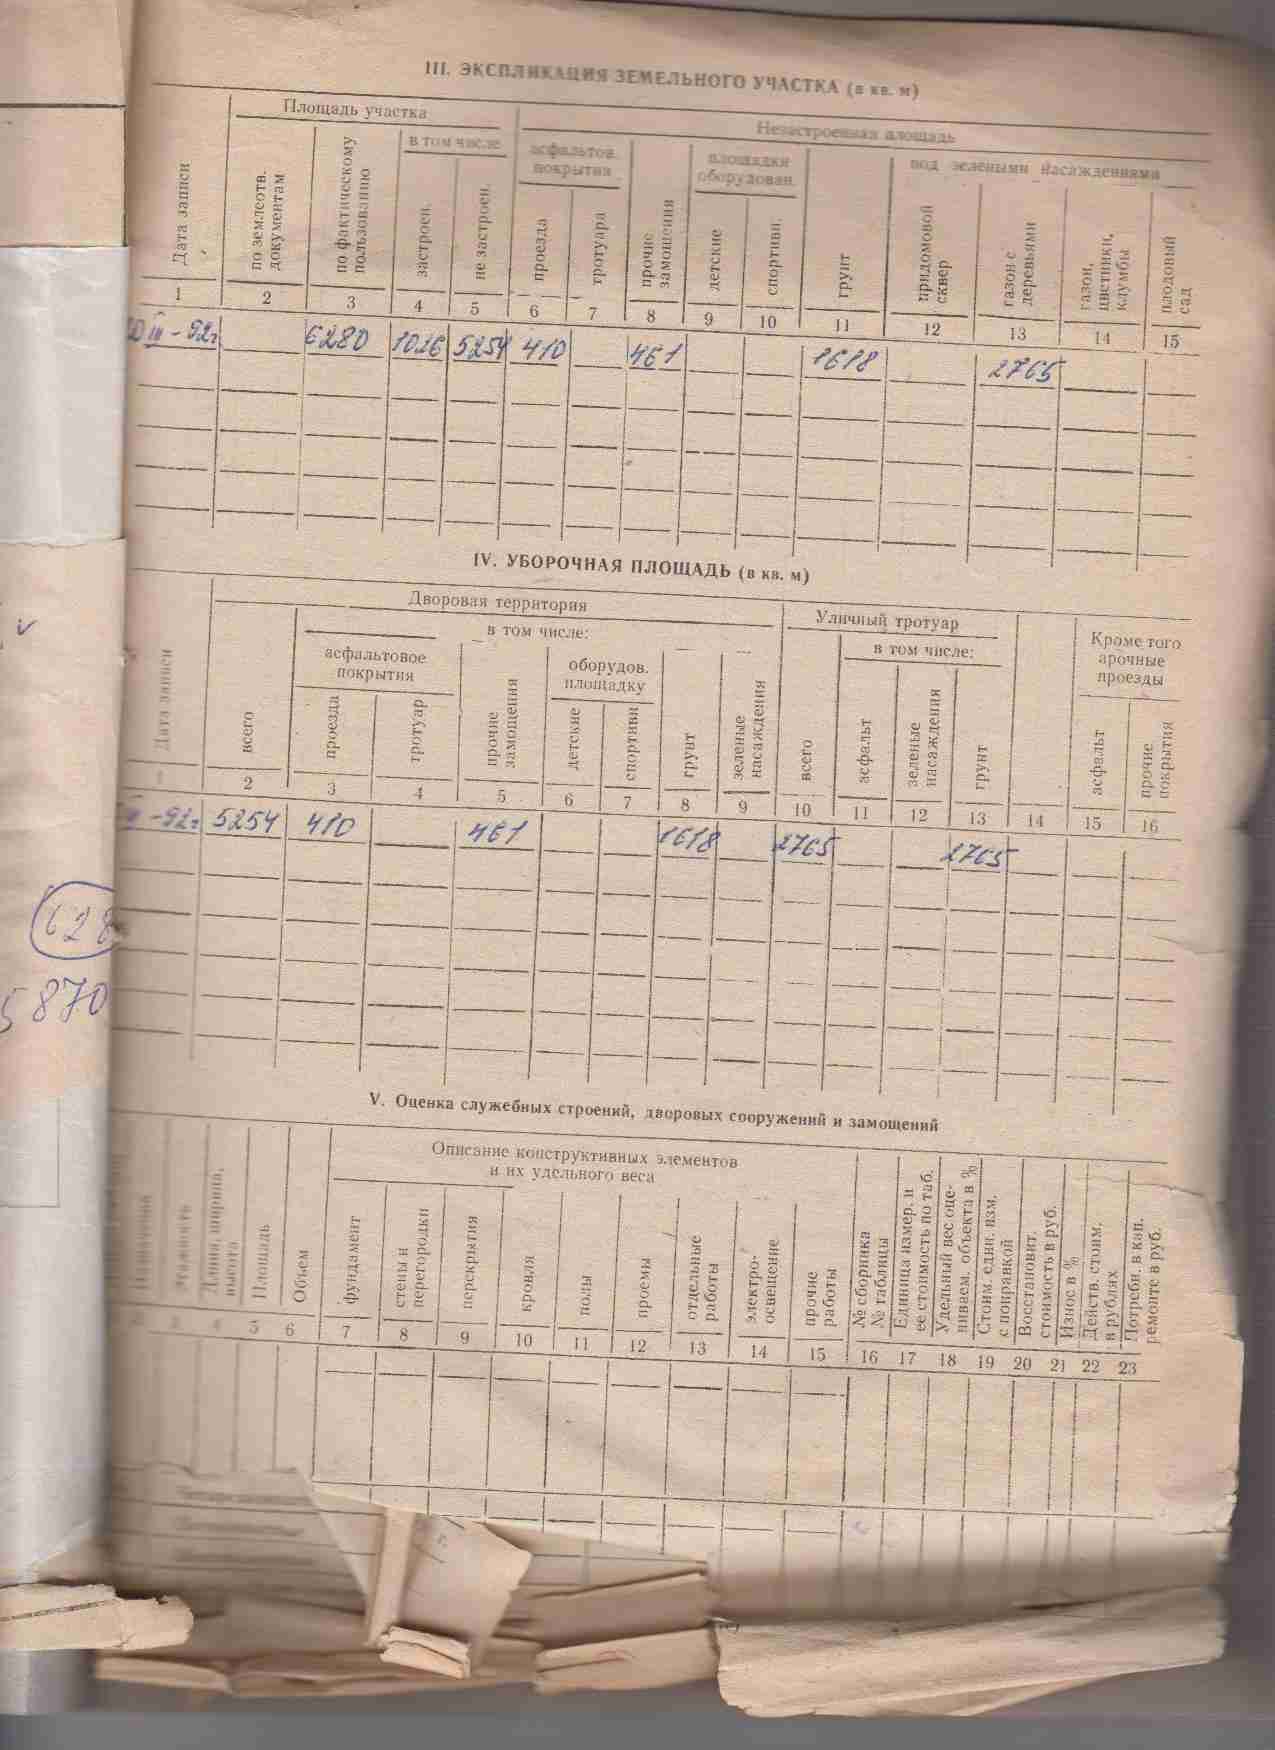 III. ЭКСПЛИКАЦИЯ ЗЕМЕЛЬНОГО УЧАСТКА (в кв. м)
Площадь участка
Незастроенная площадь
в том числе
асфальтов. покрытия
площадки оборудован.
под зелеными насаждениями
Дата записи
по землеотв. документам
по фактическому пользованию
застроен.
не застроен.
проезда
тротуара
прочие замощения
детские
спортивн.
грунт
придомовой сквер
газон с деревьями
газон, цветники, клумбы
плодовый сад
1 2 3 4 5 6 7 8 9 10 11 12 13 14 15
III-92г 6280 1026 5254 410 461 1618 2765
IV. УБОРОЧНАЯ ПЛОЩАДЬ (в кв. м)
Дворовая территория
Уличный тротуар
Кроме того арочные проезды
в том числе:
в том числе:
асфальтовое покрытия
оборудов. площадку
Дата записи
всего
проезда
тротуар
прочие замощения
детские
спортивн
грунт
зеленые насаждения
всего
асфальт
зеленые насаждения
грунт
асфальт
прочие покрытия
1 2 3 4 5 6 7 8 9 10 11 12 13 14 15 16
-92г 5254 410 461 1618 2765 2765
628
5870
V. Оценка служебных строений, дворовых сооружений и замощений
Описание конструктивных элементов
и их удельного веса
Назначения
Этажность
Длина, ширина, высота
Площадь
Объем
фундамент
стены и перегородки
перекрытия
кровля
полы
проемы
отдельные работы
электро-освещение
прочие работы
№ сборника № таблицы
Единица измер. и ее стоимость по таб.
Удельный вес оце-ниваем. объекта в %
Стоим. един. изм. с поправкой
Восстановит. стоимость в руб.
Износ в %
Действ. стоим. в рублях
Потребн. в кап. ремонте в руб.
2 3 4 5 6 7 8 9 10 11 12 13 14 15 16 17 18 19 20 21 22 23
г.